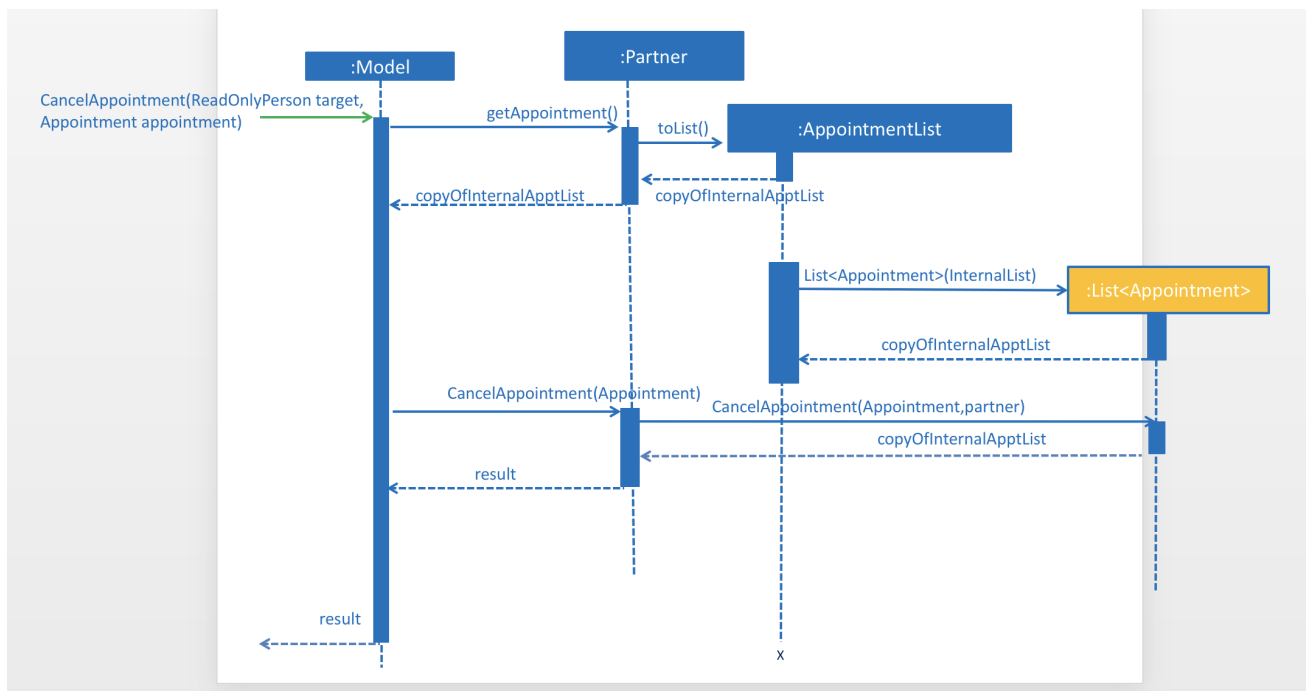 :Model
:Partner
CancelAppointment(ReadOnlyPerson target,
Appointment appointment)
getAppointment()
toList()
:AppointmentList
copyOfInternalApptList
copyOfInternalApptList
List<Appointment>(InternalList)
:List<Appointment>
copyOfInternalApptList
CancelAppointment(Appointment)
CancelAppointment(Appointment,partner)
copyOfInternalApptList
result
result
x